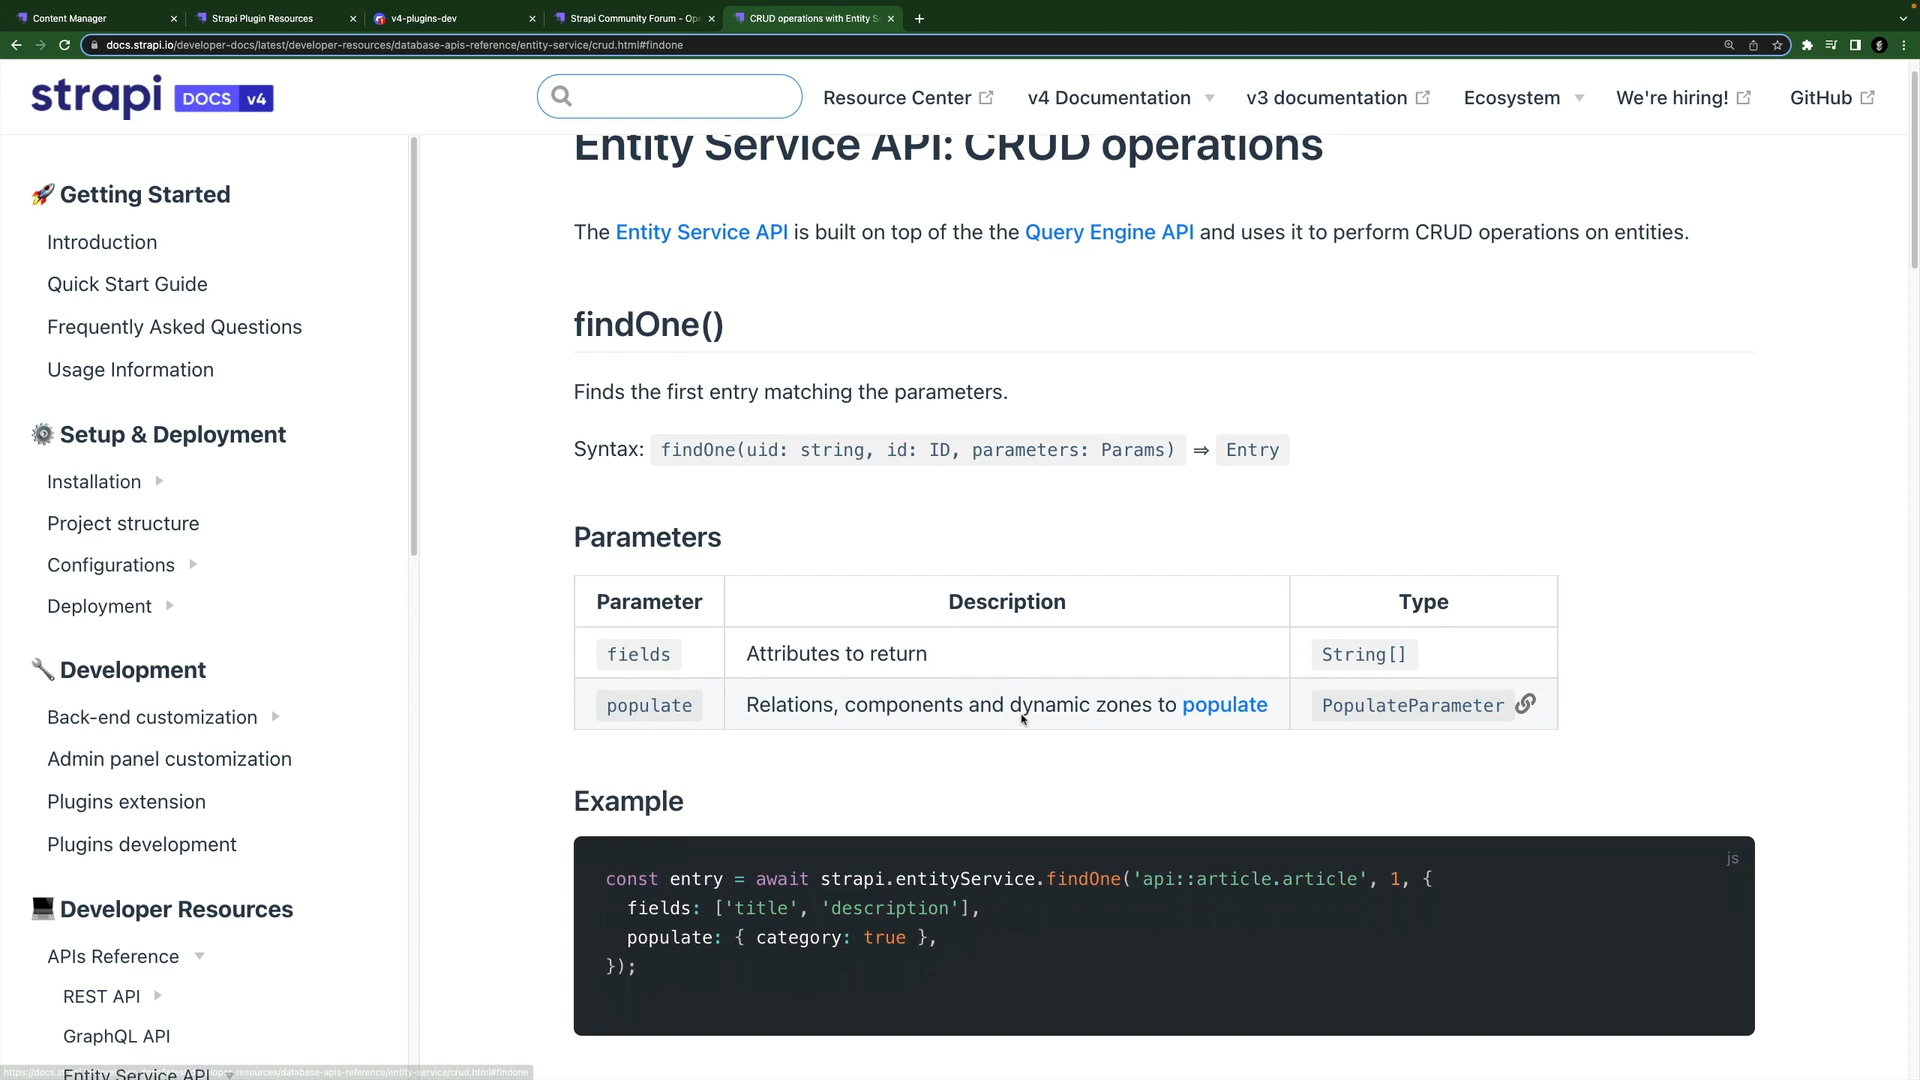 Content Manager
Strapi Plugin Resources
v4-plugins-dev
Strapi Community Forum - Ope
CRUD operations with Entity S
docs.strapi.io/developer-docs/latest/developer-resources/database-apis-reference/entity-service/crud.html#findone
strapi DOCS v4
Resource Center
v4 Documentation
v3 documentation
Ecosystem
We're hiring!
GitHub
🚀 Getting Started
Introduction
Quick Start Guide
Frequently Asked Questions
Usage Information
⚙️ Setup & Deployment
Installation
Project structure
Configurations
Deployment
🔧 Development
Back-end customization
Admin panel customization
Plugins extension
Plugins development
💻 Developer Resources
APIs Reference
REST API
GraphQL API
Entity Service API
Entity Service API: CRUD operations
The Entity Service API is built on top of the the Query Engine API and uses it to perform CRUD operations on entities.
findOne()
Finds the first entry matching the parameters.
Syntax: findOne(uid: string, id: ID, parameters: Params) ⇒ Entry
Parameters
Parameter Description Type
fields Attributes to return String[]
populate Relations, components and dynamic zones to populate PopulateParameter
Example
js
const entry = await strapi.entityService.findOne('api::article.article', 1, {
  fields: ['title', 'description'],
  populate: { category: true },
});